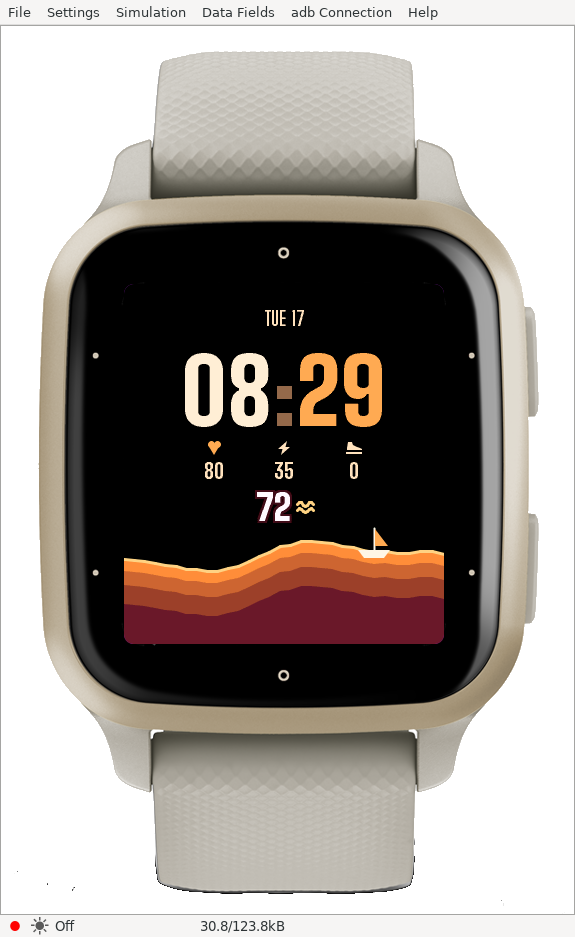 File Settings Simulation Data Fields adb Connection Help
TUE 17
08:29
80 35 0
72
Off 30.8/123.8kB